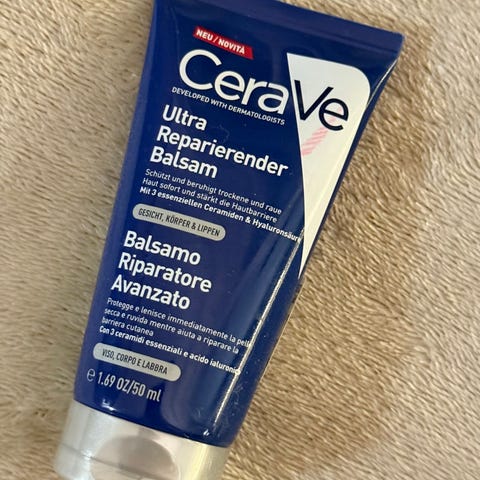 NEU / NOVITÀ
CeraVe
DEVELOPED WITH DERMATOLOGISTS
Ultra
Reparierender
Balsam
Schützt und beruhigt trockene und raue
Haut sofort und stärkt die Hautbarriere
Mit 3 essenziellen Ceramiden & Hyaluronsäure
GESICHT, KÖRPER & LIPPEN
Balsamo
Riparatore
Avanzato
Protegge e lenisce immediatamente la pelle
secca e ruvida mentre aiuta a riparare la
barriera cutanea
Con 3 ceramidi essenziali e acido ialuronico
VISO, CORPO E LABBRA
℮ 1.69 OZ/50 ml